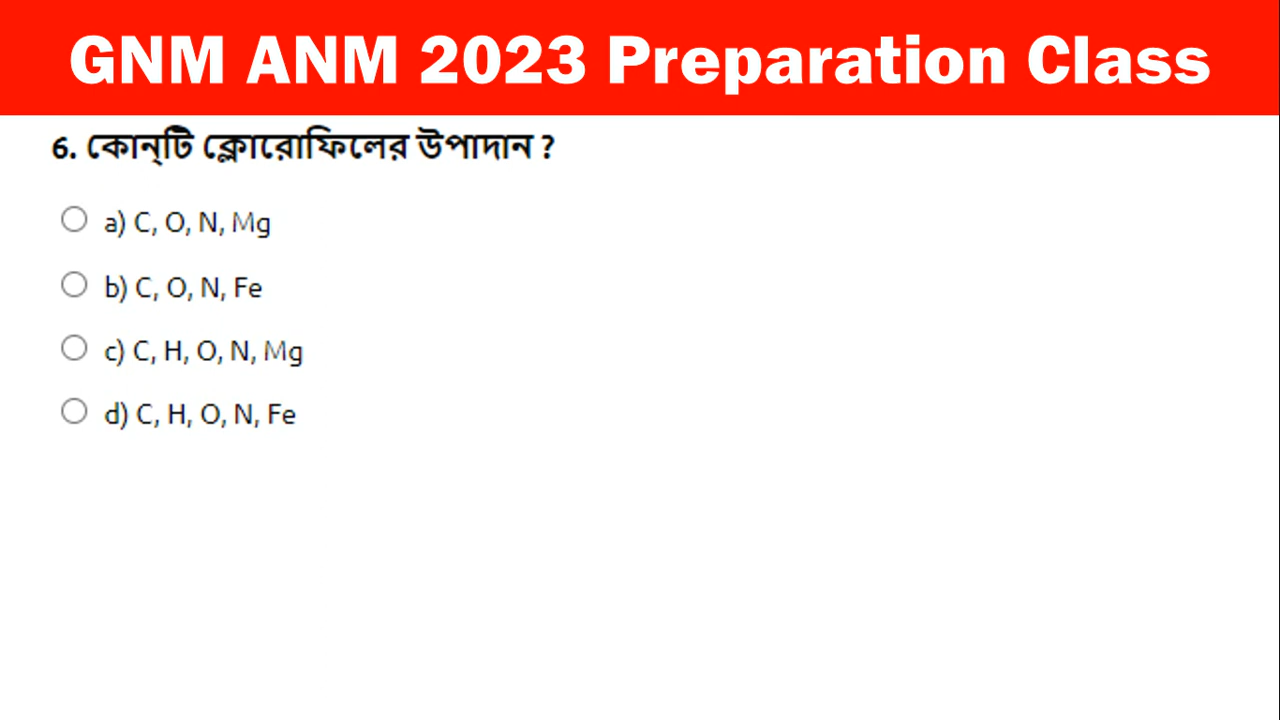 GNM ANM 2023 Preparation Class
6. কোন্‌টি ক্লোরোফিলের উপাদান ?
a) C, O, N, Mg
b) C, O, N, Fe
c) C, H, O, N, Mg
d) C, H, O, N, Fe